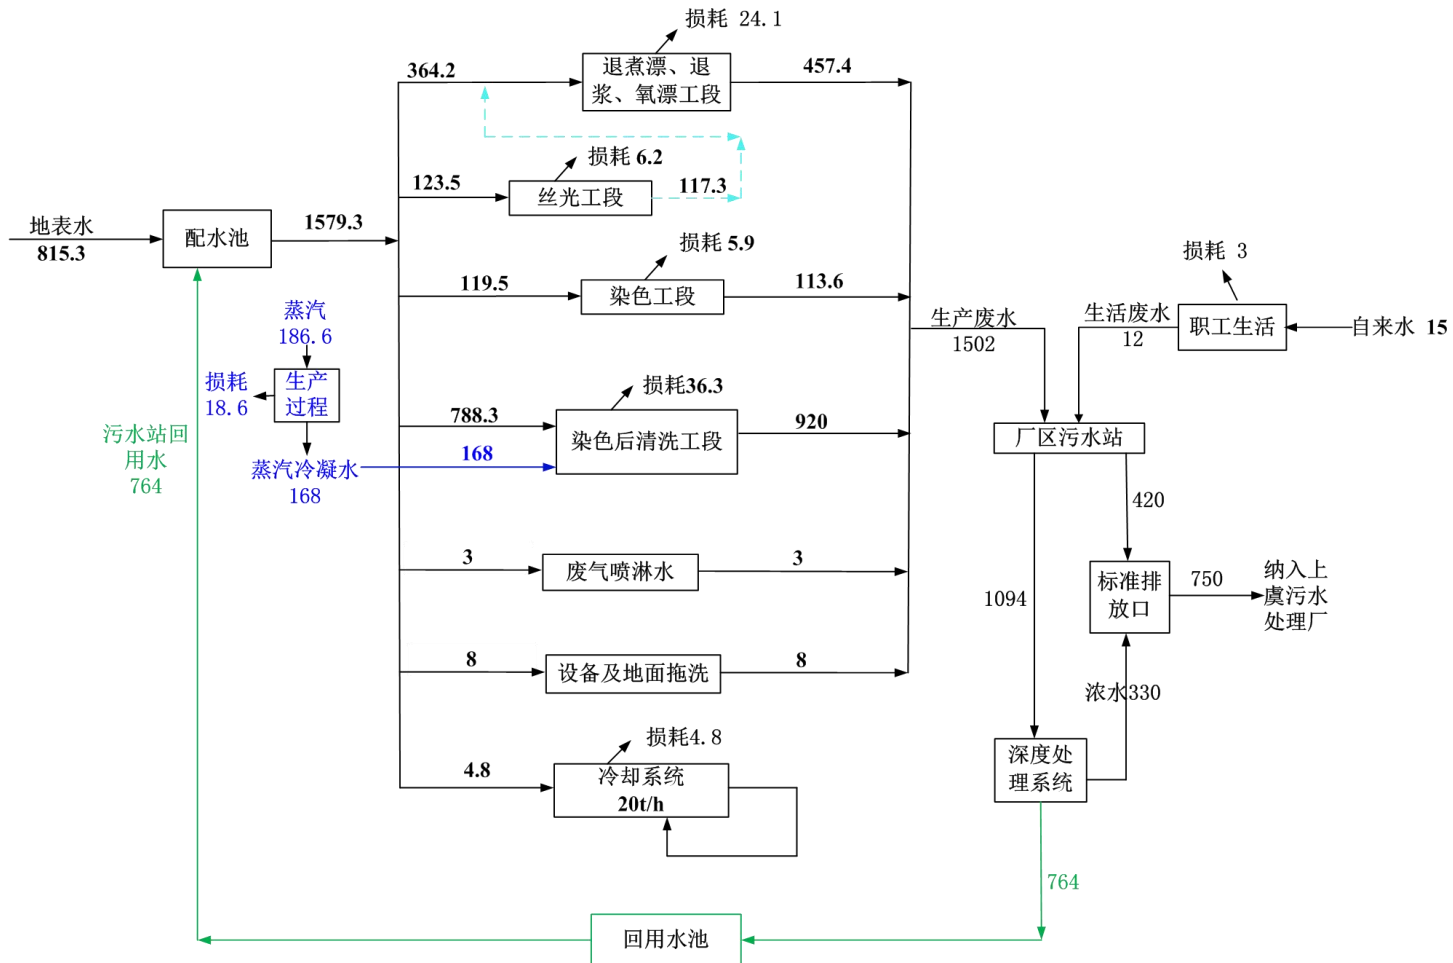 损耗 24.1
364.2
退煮漂、退
浆、氧漂工段
457.4
损耗 6.2
123.5
丝光工段
117.3
地表水
815.3
配水池
1579.3
损耗 5.9
119.5
染色工段
113.6
损耗 3
生产废水
1502
生活废水
12
职工生活
自来水 15
蒸汽
186.6
损耗
18.6
生产
过程
蒸汽冷凝水
168
污水站回
用水
764
损耗36.3
788.3
168
染色后清洗工段
920
厂区污水站
420
1094
3
废气喷淋水
3
标准排
放口
750
纳入上
虞污水
处理厂
8
设备及地面拖洗
8
浓水330
损耗4.8
4.8
冷却系统
20t/h
深度处
理系统
764
回用水池